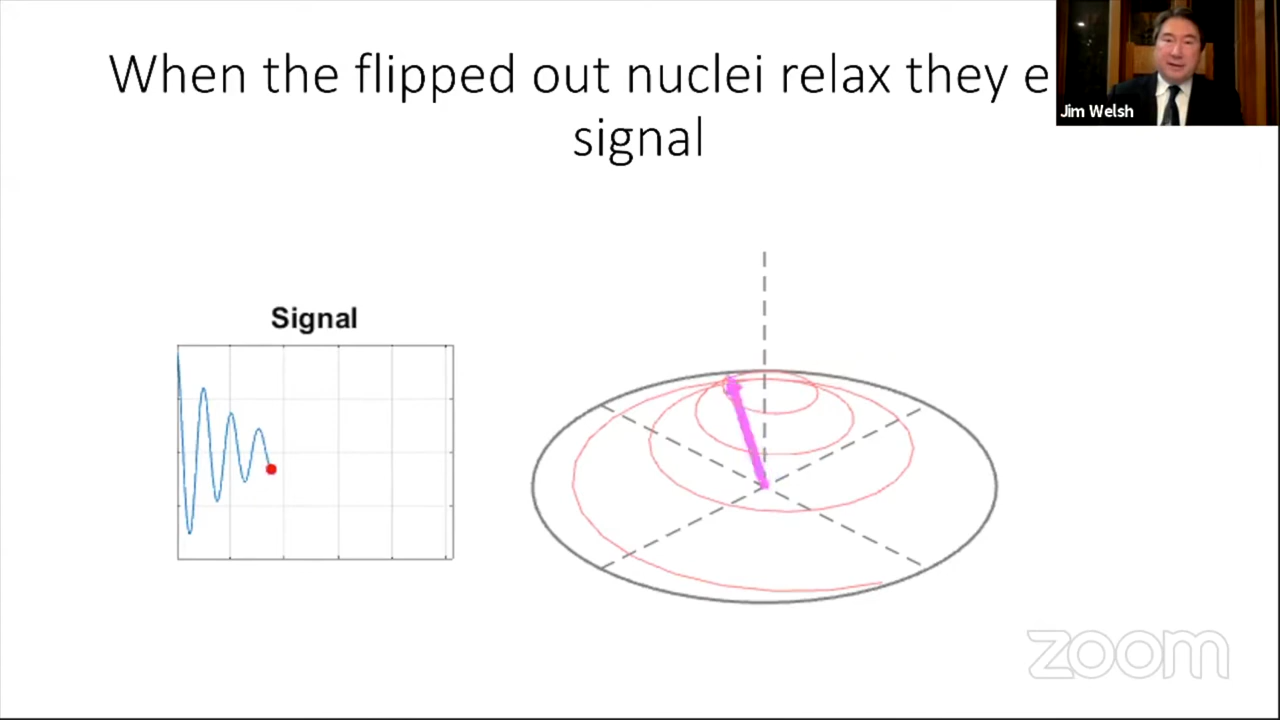 When the flipped out nuclei relax they e
signal
Jim Welsh
Signal
zoom